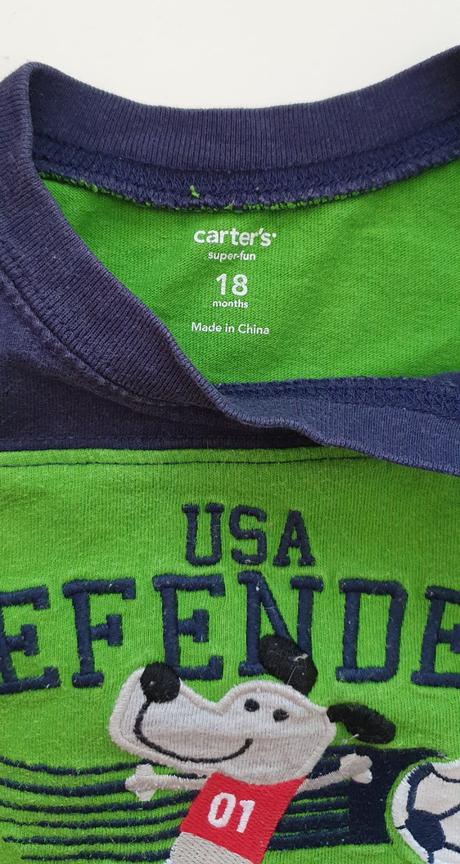 carter's
super-fun
18
months
Made in China
USA
EFENDE
01